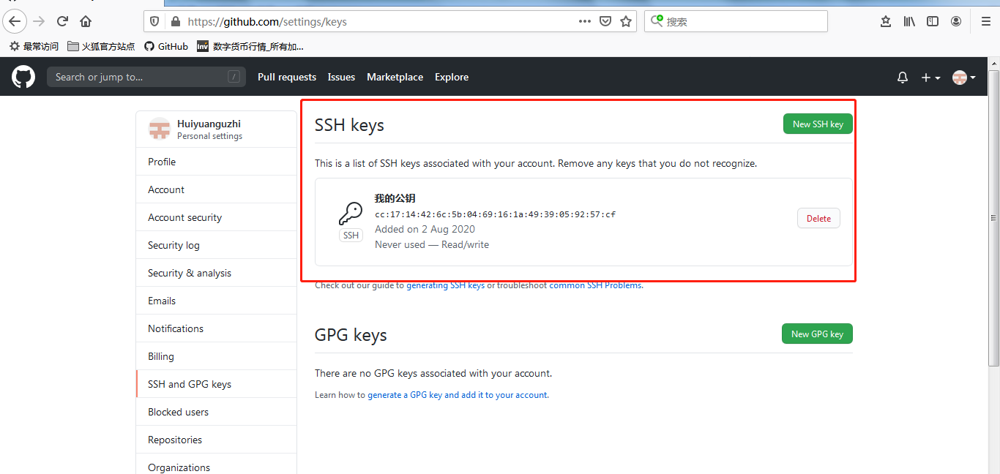 https://github.com/settings/keys
搜索
最常访问
火狐官方站点
GitHub
Inv
数字货币行情_所有加...
Search or jump to...
/
Pull requests
Issues
Marketplace
Explore
Huiyuanguzhi
Personal settings
Profile
Account
Account security
Security log
Security & analysis
Emails
Notifications
Billing
SSH and GPG keys
Blocked users
Repositories
Organizations
SSH keys
New SSH key
This is a list of SSH keys associated with your account. Remove any keys that you do not recognize.
我的公钥
cc:17:14:42:6c:5b:04:69:16:1a:49:39:05:92:57:cf
Added on 2 Aug 2020
Never used — Read/write
SSH
Delete
Check out our guide to generating SSH keys or troubleshoot common SSH Problems.
GPG keys
New GPG key
There are no GPG keys associated with your account.
Learn how to generate a GPG key and add it to your account.